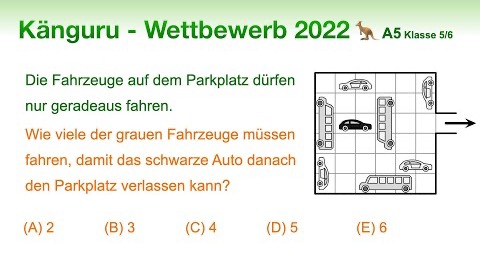 Känguru - Wettbewerb 2022 A5 Klasse 5/6
Die Fahrzeuge auf dem Parkplatz dürfen
nur geradeaus fahren.
Wie viele der grauen Fahrzeuge müssen
fahren, damit das schwarze Auto danach
den Parkplatz verlassen kann?
(A) 2 (B) 3 (C) 4 (D) 5 (E) 6